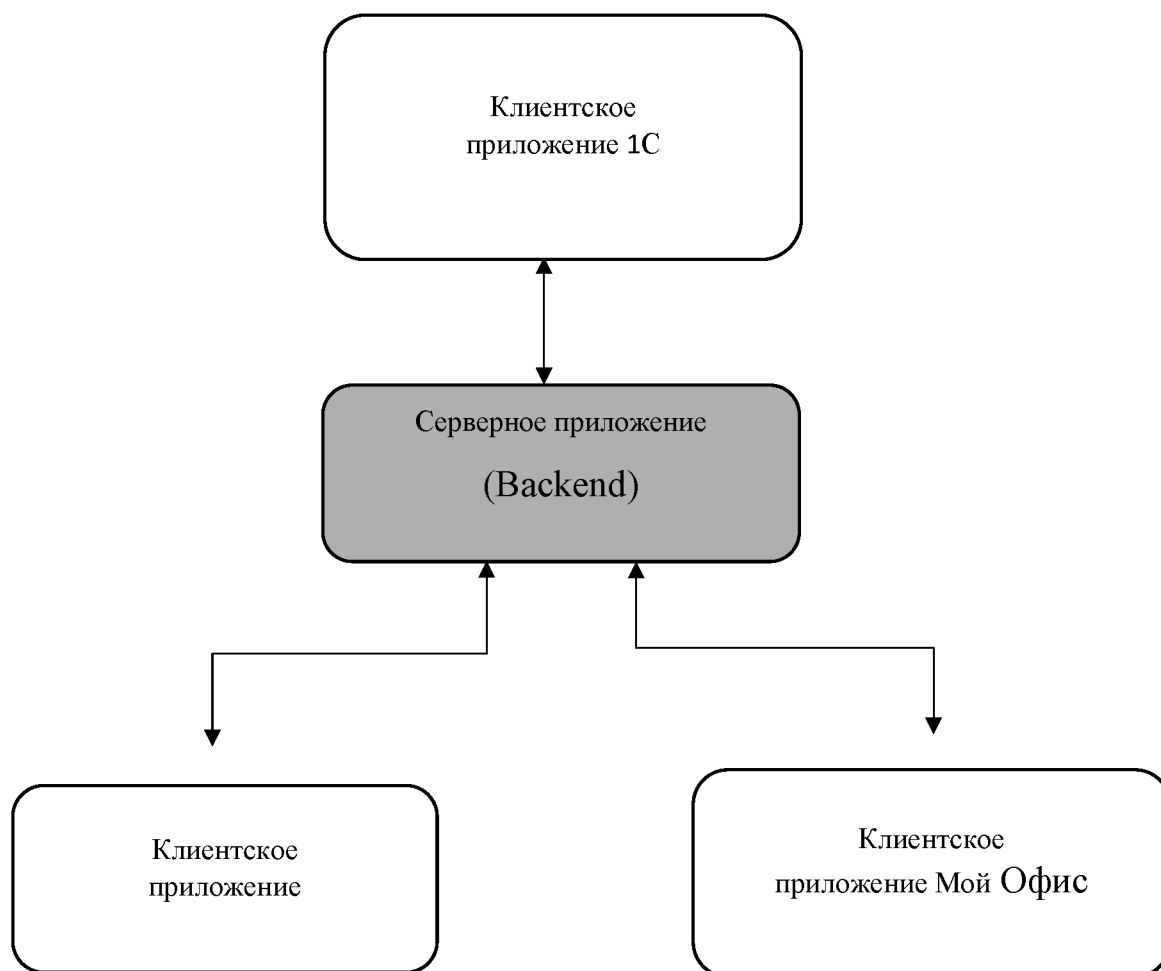 Клиентское
приложение 1С
Серверное приложение
(Backend)
Клиентское
приложение
Клиентское
приложение Мой Офис